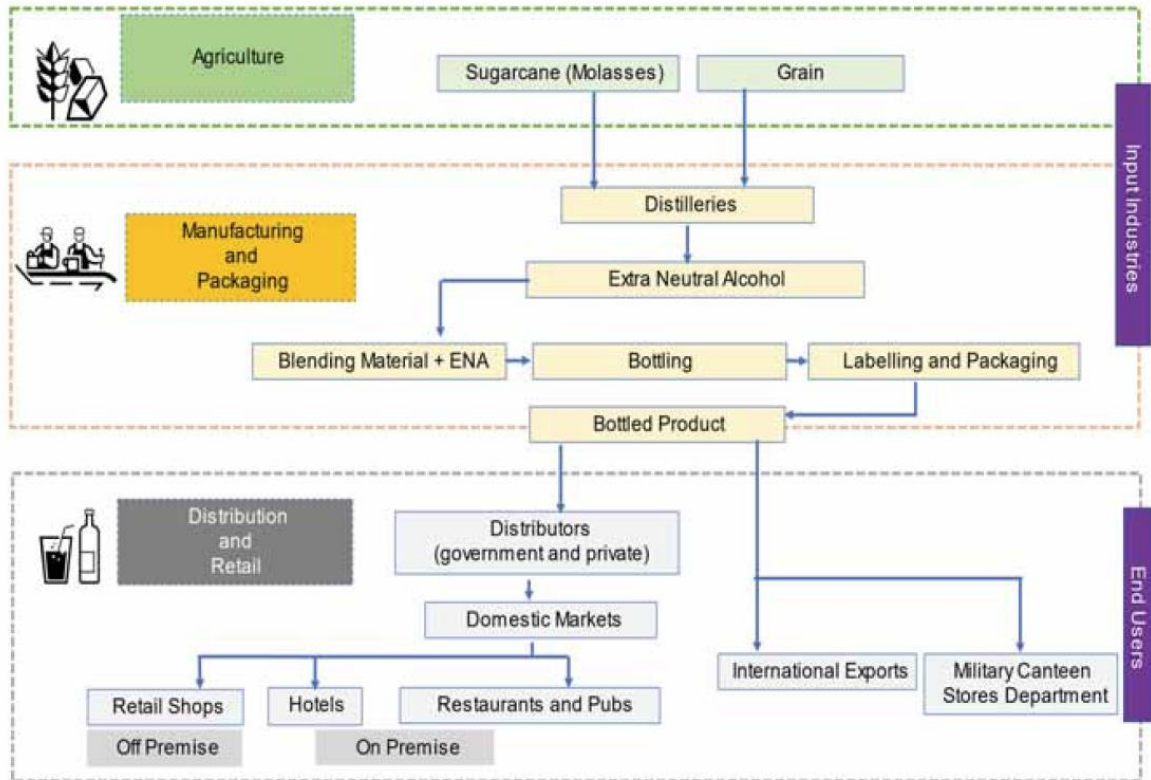 Agriculture
Sugarcane (Molasses)
Grain
Input Industries
Manufacturing
and
Packaging
Distilleries
Extra Neutral Alcohol
Blending Material + ENA
Bottling
Labelling and Packaging
Bottled Product
Distribution
and
Retail
Distributors
(government and private)
Domestic Markets
End Users
International Exports
Military Canteen
Stores Department
Retail Shops
Hotels
Restaurants and Pubs
Off Premise
On Premise